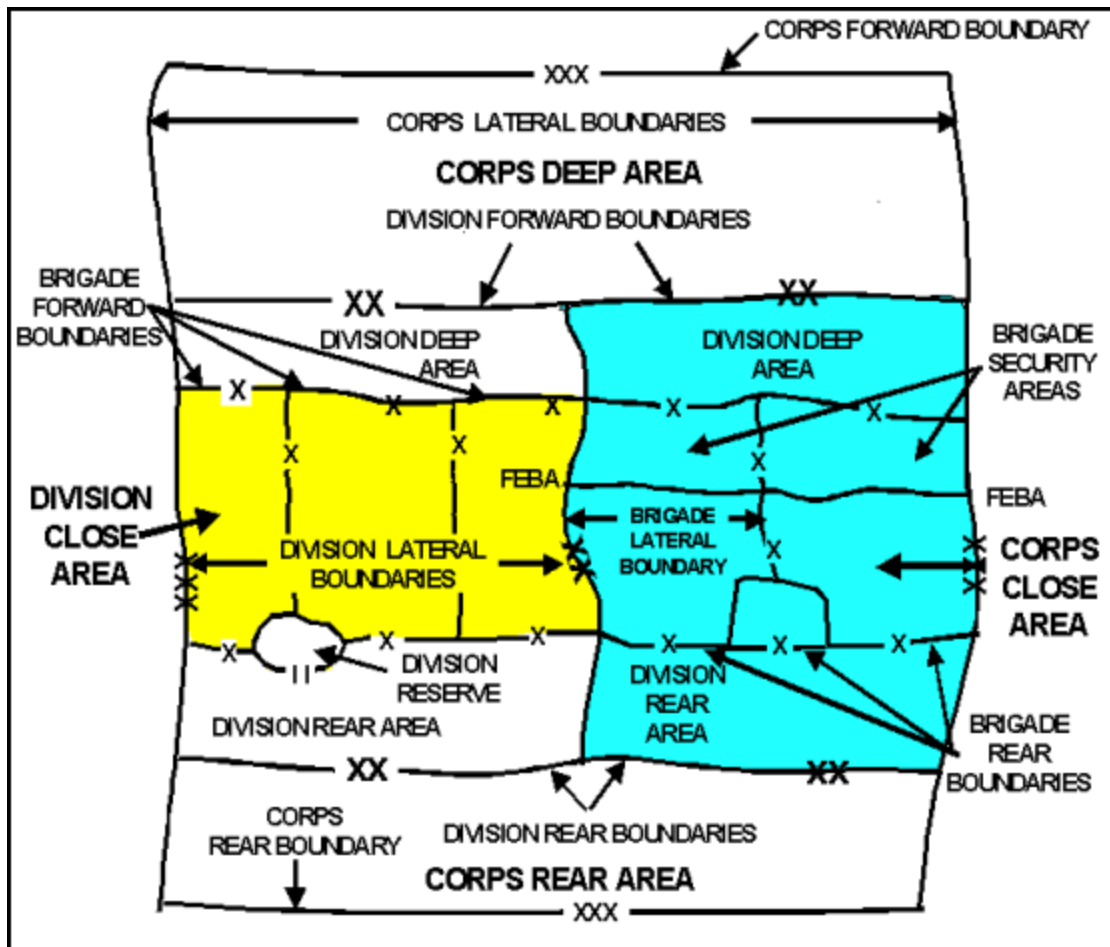 CORPS FORWARD BOUNDARY
XXX
CORPS LATERAL BOUNDARIES
CORPS DEEP AREA
DIVISION FORWARD BOUNDARIES
BRIGADE
FORWARD
BOUNDARIES
XX
XX
DIVISION DEEP
AREA
DIVISION DEEP
AREA
BRIGADE
SECURITY
AREAS
X
X
X
X
X
X
X
X
FEBA
FEBA
DIVISION
CLOSE
AREA
BRIGADE
LATERAL
BOUNDARY
DIVISION LATERAL
BOUNDARIES
XXX
XX
X
XX
CORPS
CLOSE
AREA
X
X
X
X
X
X
II
DIVISION
RESERVE
DIVISION
REAR
AREA
DIVISION REAR AREA
BRIGADE
REAR
BOUNDARIES
XX
XX
CORPS
REAR BOUNDARY
DIVISION REAR BOUNDARIES
CORPS REAR AREA
XXX